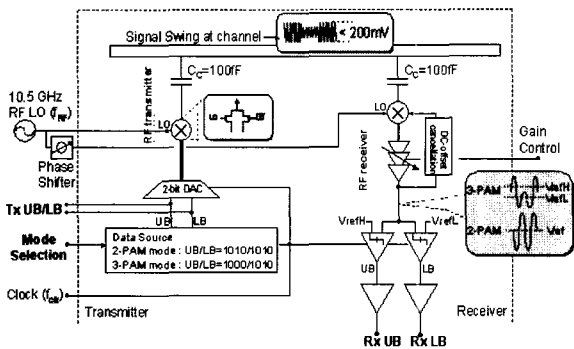 Signal Swing at channel
< 200mV
C_C=100fF
C_C=100fF
10.5 GHz
RF LO (f_RF)
LO
LO
LO
RF transmitter
Phase
Shifter
2-bit DAC
Tx UB/LB
UB
LB
Mode
Selection
Data Source
2-PAM mode : UB/LB=1010/1010
3-PAM mode : UB/LB=1000/1010
Clock (f_CLK)
Transmitter
RF receiver
DC offset
cancellation
Gain
Control
3-PAM
VrefH
VrefL
2-PAM
Vref
VrefH
VrefL
UB
LB
Receiver
Rx UB
Rx LB